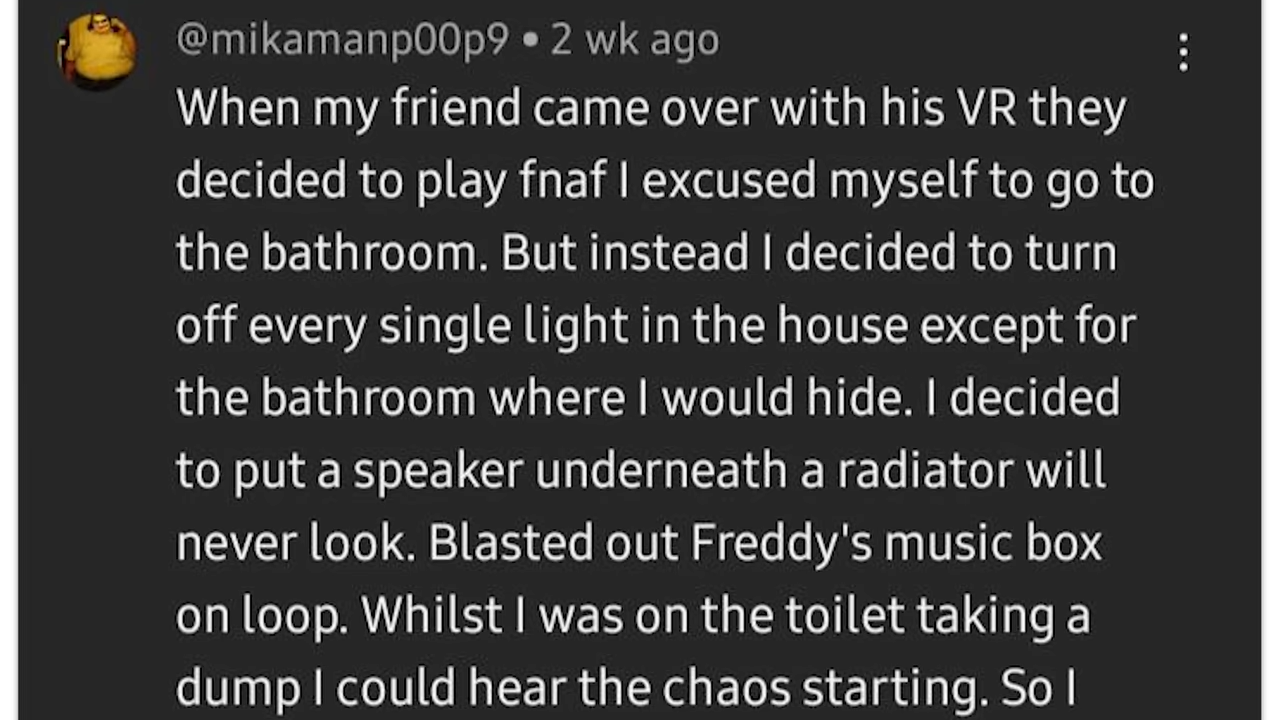 @mikamanp00p9 • 2 wk ago
When my friend came over with his VR they
decided to play fnaf I excused myself to go to
the bathroom. But instead I decided to turn
off every single light in the house except for
the bathroom where I would hide. I decided
to put a speaker underneath a radiator will
never look. Blasted out Freddy's music box
on loop. Whilst I was on the toilet taking a
dump I could hear the chaos starting. So I